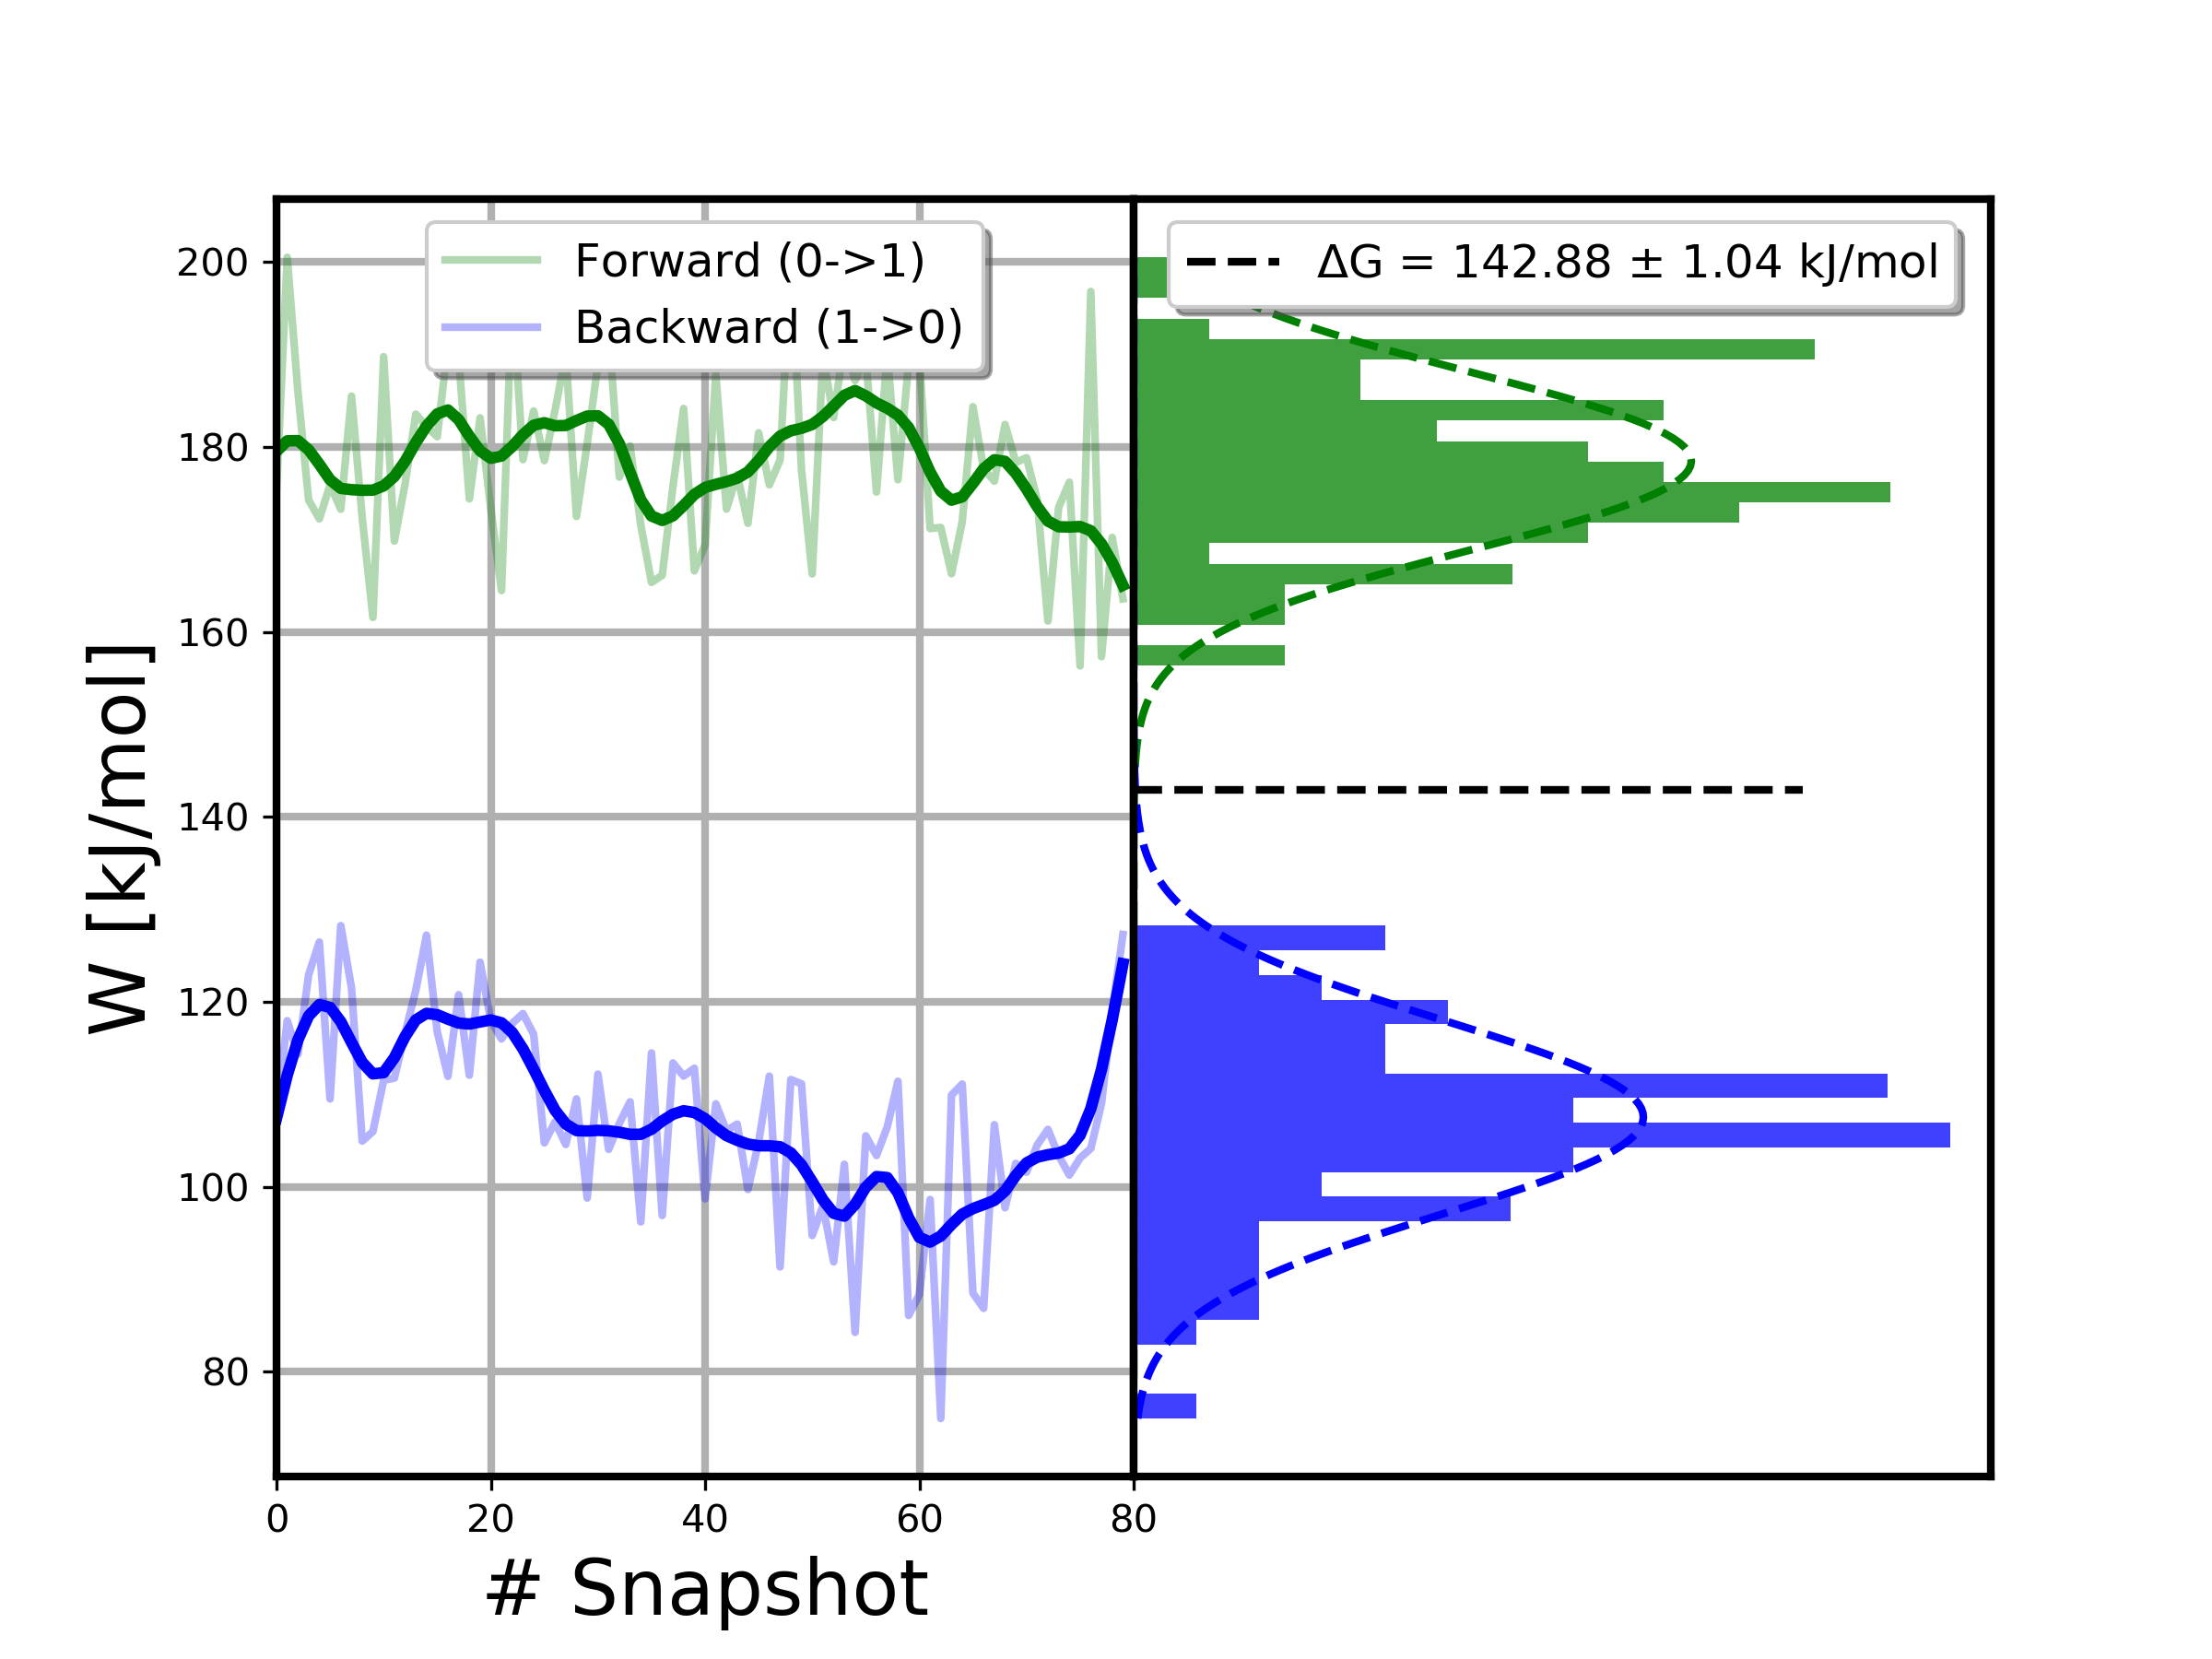 Forward (0->1)
Backward (1->0)
ΔG = 142.88 ± 1.04 kJ/mol
W [kJ/mol]
200
180
160
140
120
100
80
0 20 40 60 80
# Snapshot